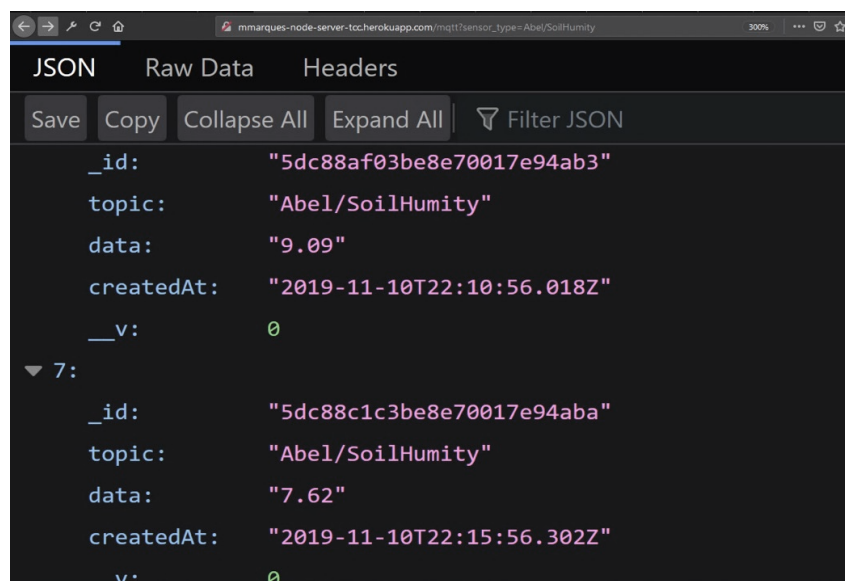 mmarques-node-server-tcc.herokuapp.com/mqtt?sensor_type=Abel/SoilHumity 300%
JSON Raw Data Headers
Save Copy Collapse All Expand All Filter JSON
_id: "5dc88af03be8e70017e94ab3"
topic: "Abel/SoilHumity"
data: "9.09"
createdAt: "2019-11-10T22:10:56.018Z"
__v: 0
7:
_id: "5dc88c1c3be8e70017e94aba"
topic: "Abel/SoilHumity"
data: "7.62"
createdAt: "2019-11-10T22:15:56.302Z"
__v: 0